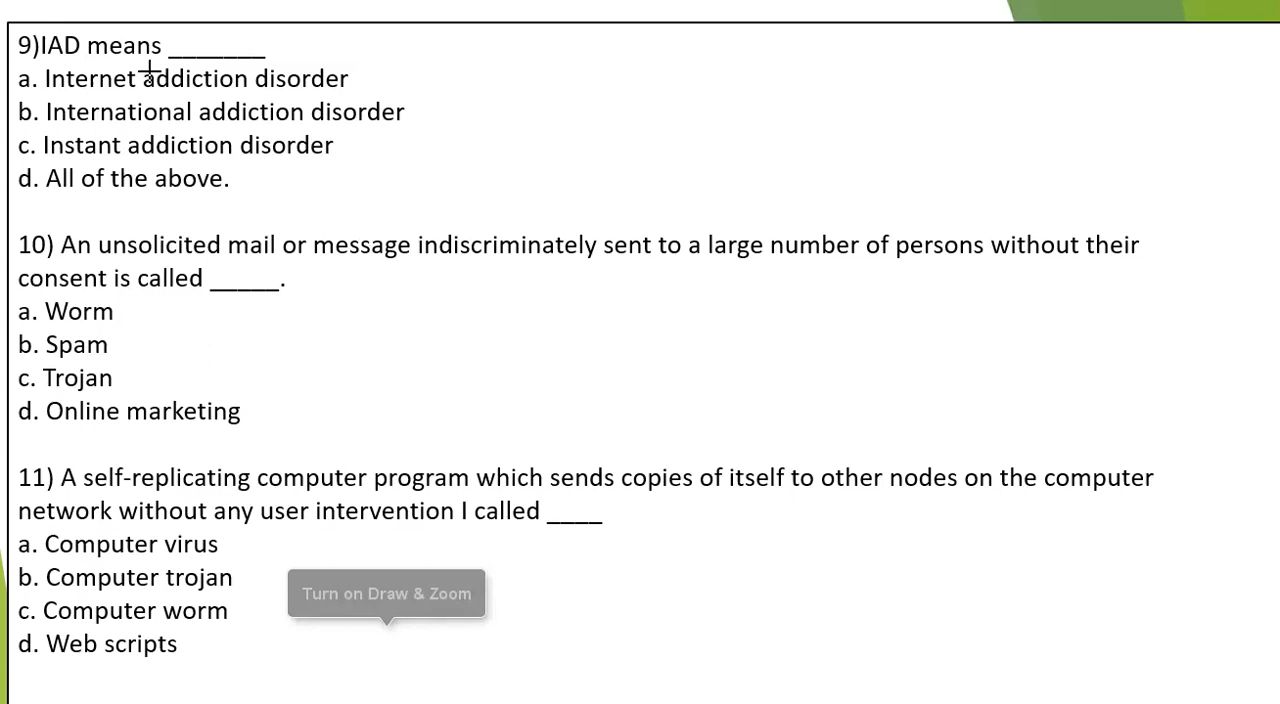 9)IAD means _______
a. Internet addiction disorder
b. International addiction disorder
c. Instant addiction disorder
d. All of the above.
10) An unsolicited mail or message indiscriminately sent to a large number of persons without their
consent is called _____.
a. Worm
b. Spam
c. Trojan
d. Online marketing
11) A self-replicating computer program which sends copies of itself to other nodes on the computer
network without any user intervention I called ____
a. Computer virus
b. Computer trojan
Turn on Draw & Zoom
c. Computer worm
d. Web scripts